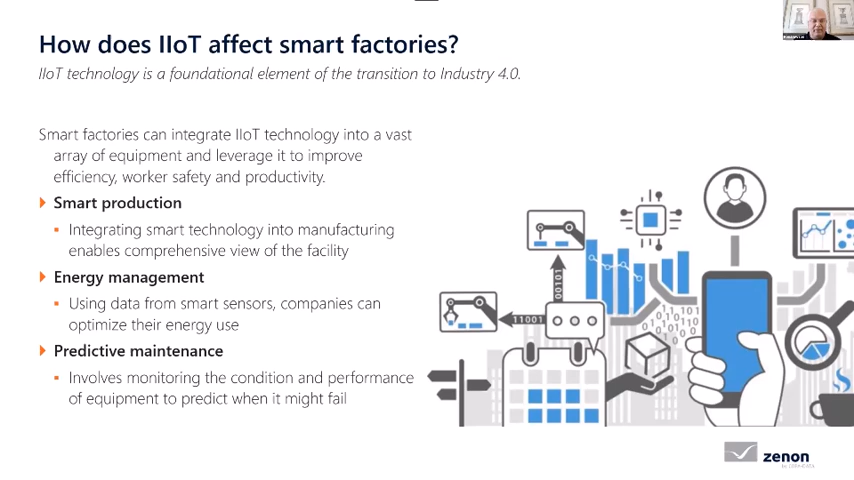 How does IIoT affect smart factories?
IIoT technology is a foundational element of the transition to Industry 4.0.
Smart factories can integrate IIoT technology into a vast
array of equipment and leverage it to improve
efficiency, worker safety and productivity.
Smart production
Integrating smart technology into manufacturing
enables comprehensive view of the facility
Energy management
Using data from smart sensors, companies can
optimize their energy use
Predictive maintenance
Involves monitoring the condition and performance
of equipment to predict when it might fail
00101
11001
zenon